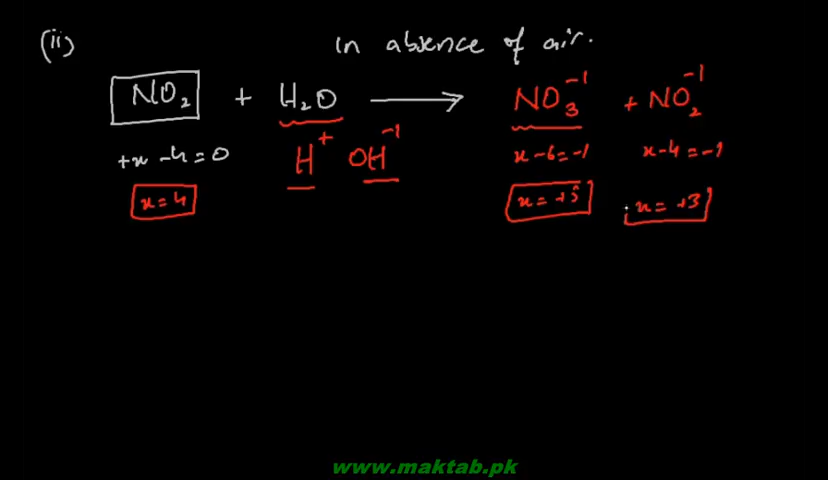 (ii) in absence of air.
NO₂ + H₂O ⟶ NO₃⁻¹ + NO₂⁻¹
+x - 4 = 0 H⁺ OH⁻¹ x - 6 = -1 x - 4 = -1
x = 4 x = +5 x = +3
www.maktab.pk